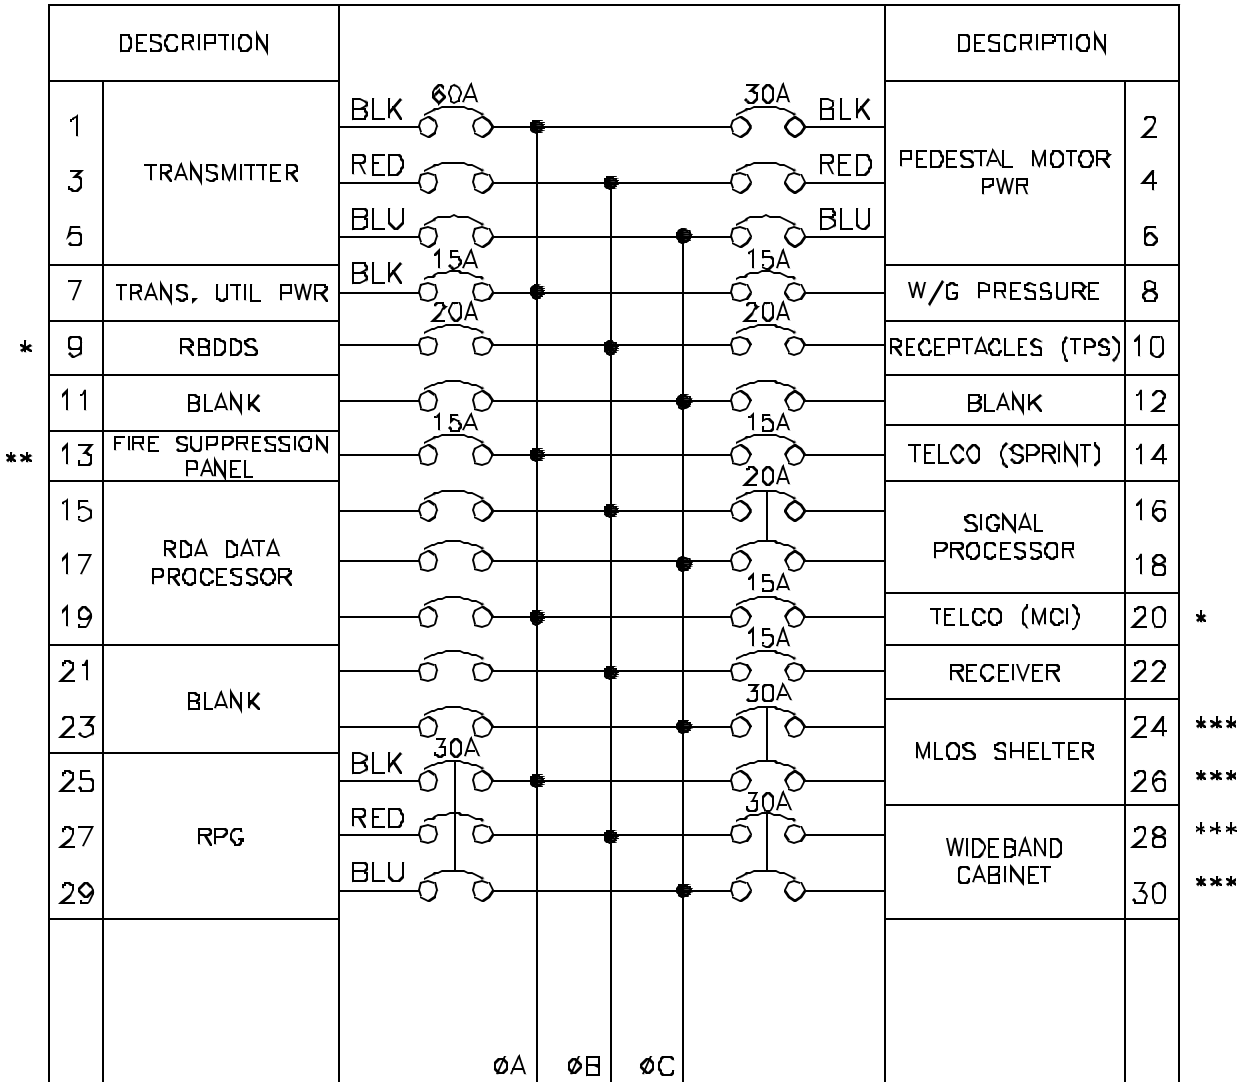 DESCRIPTION DESCRIPTION
60A 30A
1 BLK BLK 2
3 TRANSMITTER RED RED PEDESTAL MOTOR PWR 4
5 BLU BLU 6
15A 15A
7 TRANS, UTIL PWR BLK W/G PRESSURE 8
20A 20A
* 9 RBDDS RECEPTACLES (TPS) 10
11 BLANK BLANK 12
15A 15A
** 13 FIRE SUPPRESSION PANEL TELCO (SPRINT) 14
20A
15 16
RDA DATA PROCESSOR SIGNAL PROCESSOR
17 18
15A
19 TELCO (MCI) 20 *
15A
21 RECEIVER 22
BLANK
30A
23 24 ***
MLOS SHELTER
30A
25 BLK 26 ***
30A
27 RPG RED 28 ***
WIDEBAND CABINET
29 BLU 30 ***
øA øB øC